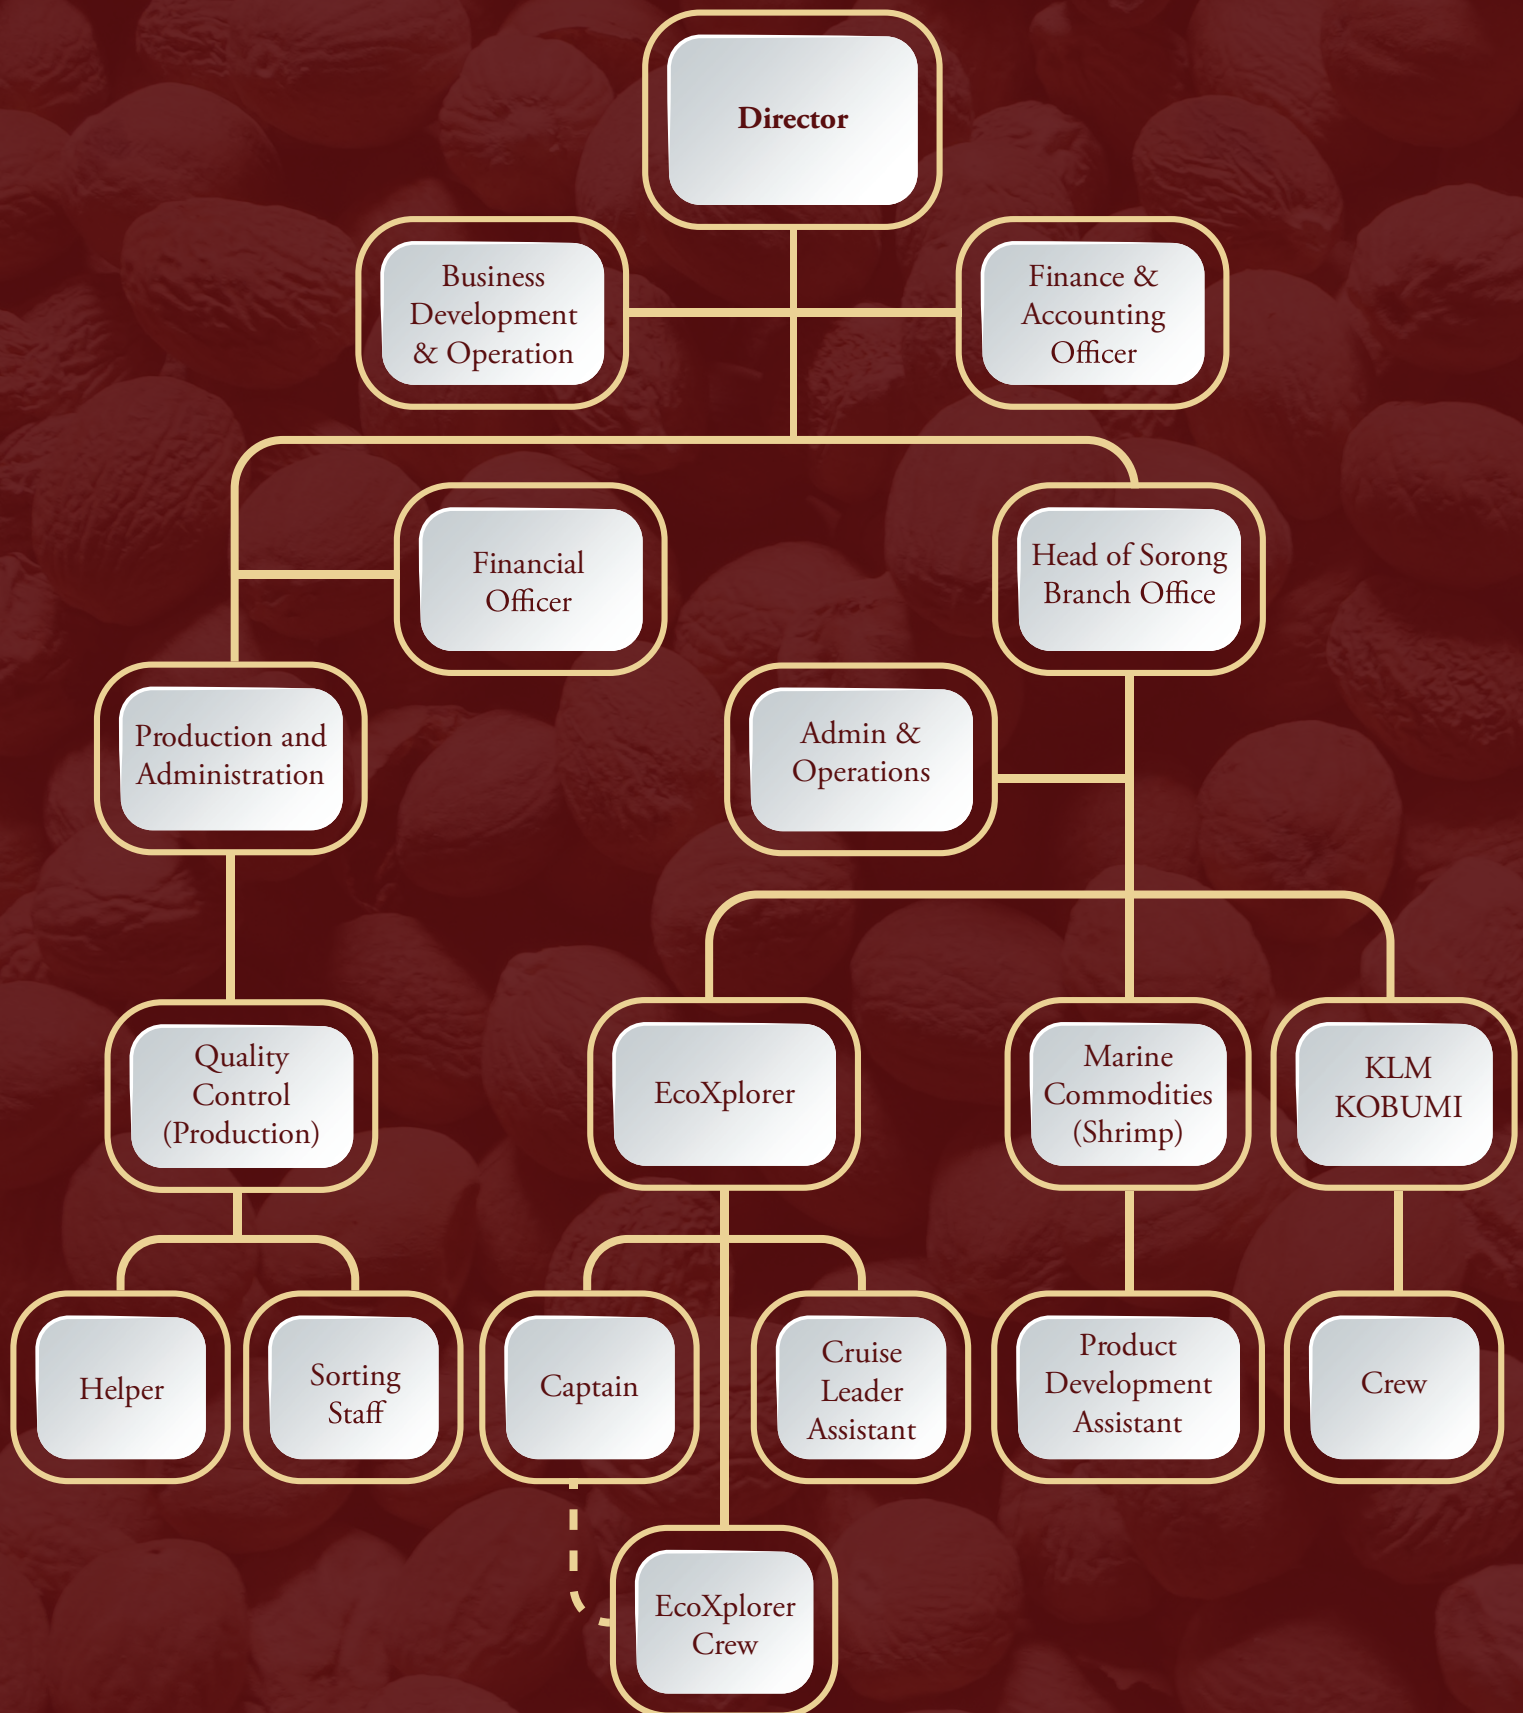 Director
Business
Development
& Operation
Finance &
Accounting
Officer
Financial
Officer
Head of Sorong
Branch Office
Production and
Administration
Admin &
Operations
Quality
Control
(Production)
EcoXplorer
Marine
Commodities
(Shrimp)
KLM
KOBUMI
Helper
Sorting
Staff
Captain
Cruise
Leader
Assistant
Product
Development
Assistant
Crew
EcoXplorer
Crew